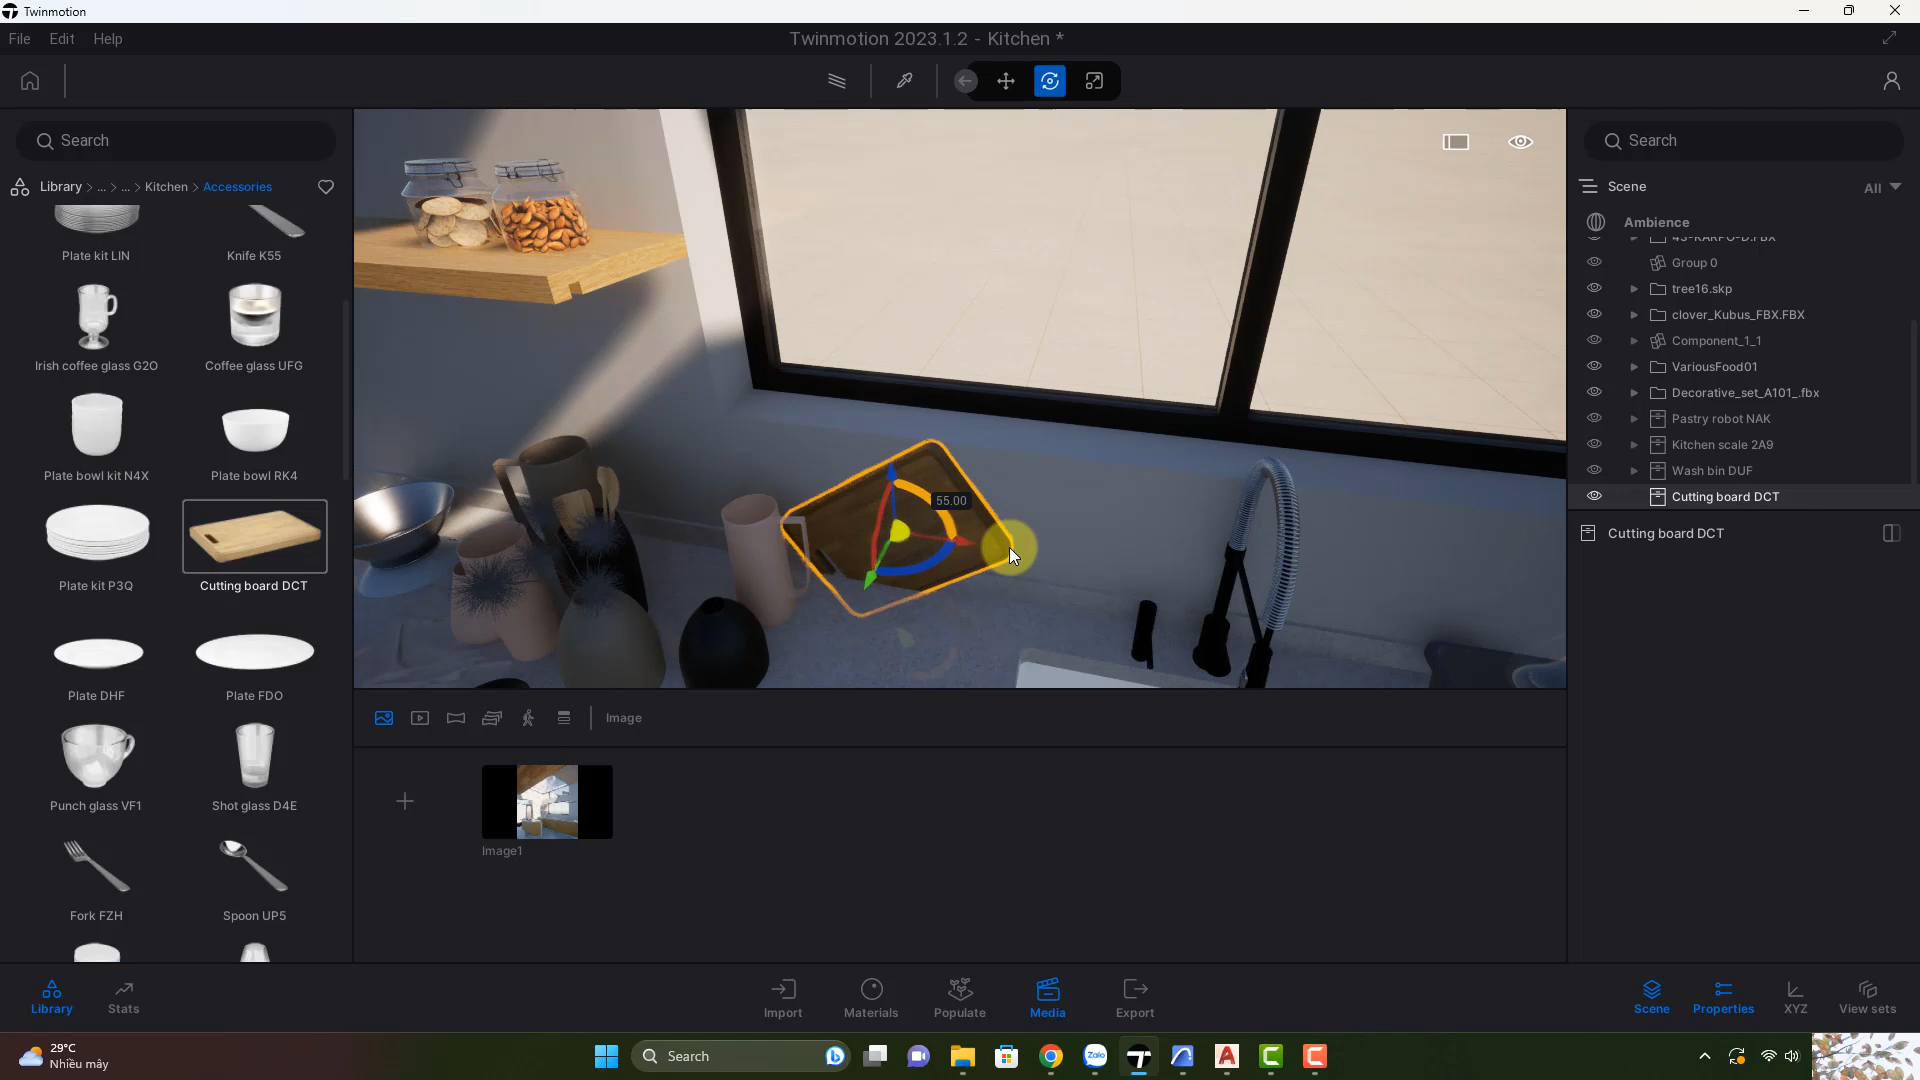 Twinmotion
File Edit Help
Twinmotion 2023.1.2 - Kitchen *
Search
Library > ... > ... > Kitchen > Accessories
Plate kit LIN
Knife K55
Irish coffee glass G2O
Coffee glass UFG
Plate bowl kit N4X
Plate bowl RK4
Plate kit P3Q
Cutting board DCT
Plate DHF
Plate FDO
Punch glass VF1
Shot glass D4E
Fork FZH
Spoon UP5
55.00
Image
Image1
Search
Scene
All
Ambience
43-KARPO-D.FBX
Group 0
tree16.skp
clover_Kubus_FBX.FBX
Component_1_1
VariousFood01
Decorative_set_A101_.fbx
Pastry robot NAK
Kitchen scale 2A9
Wash bin DUF
Cutting board DCT
Cutting board DCT
Library
Stats
Import
Materials
Populate
Media
Export
Scene
Properties
XYZ
View sets
29°C
Nhiều mây
Search
Zalo